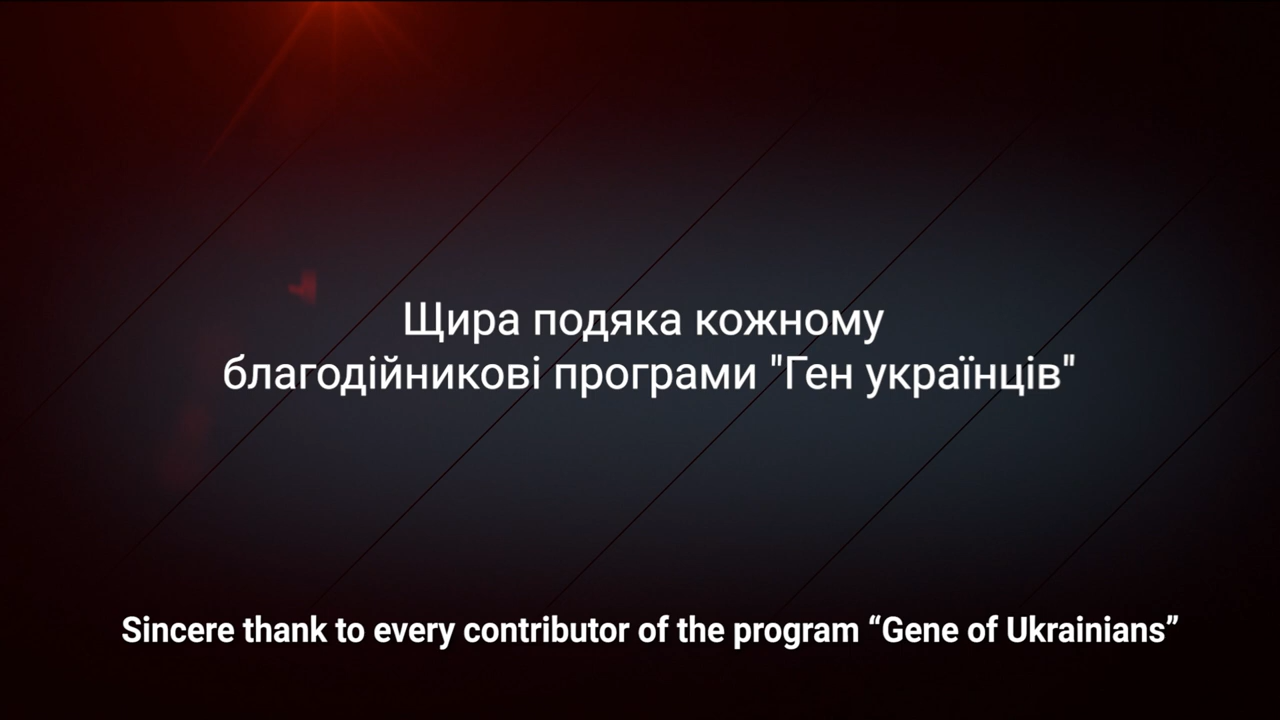 Щира подяка кожному
благодійникові програми "Ген українців"
Sincere thank to every contributor of the program “Gene of Ukrainians”